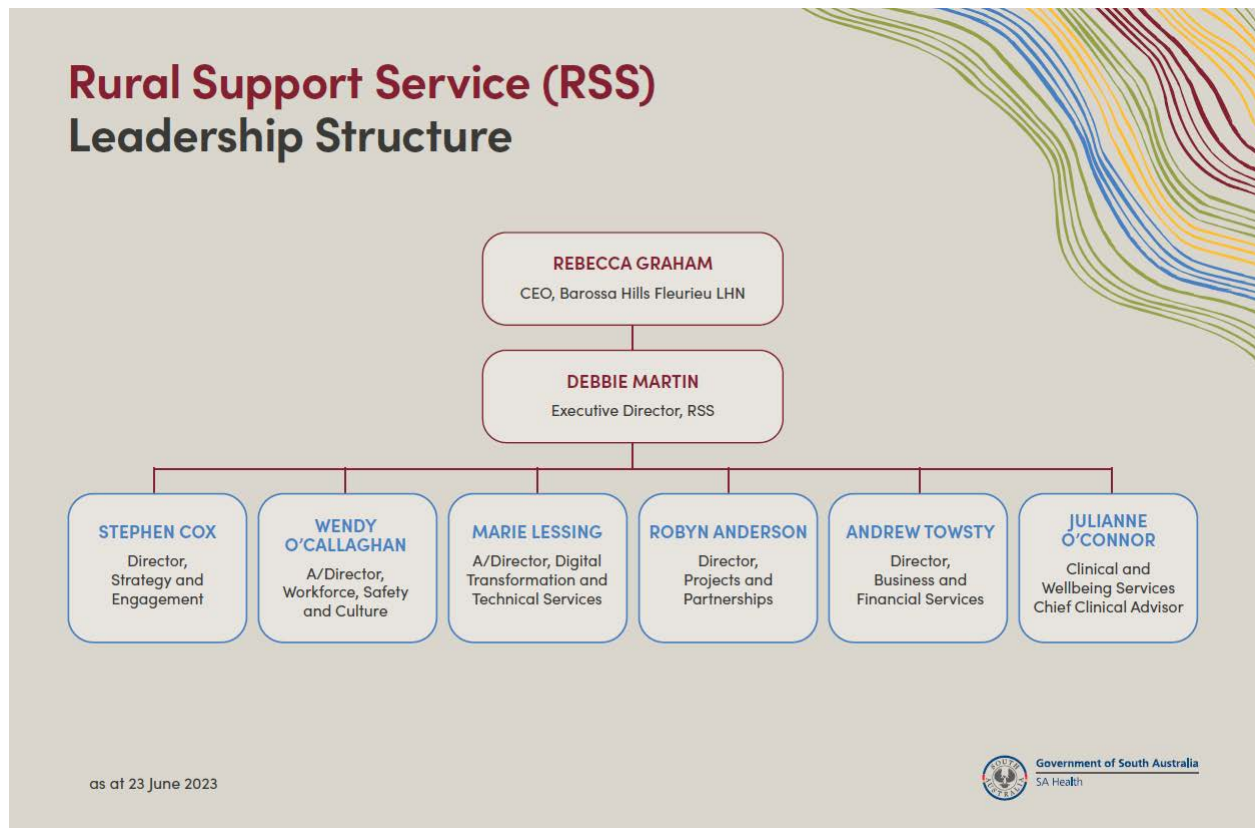 Rural Support Service (RSS)
Leadership Structure
REBECCA GRAHAM
CEO, Barossa Hills Fleurieu LHN
DEBBIE MARTIN
Executive Director, RSS
STEPHEN COX
Director,
Strategy and
Engagement
WENDY
O'CALLAGHAN
A/Director,
Workforce, Safety
and Culture
MARIE LESSING
A/Director, Digital
Transformation and
Technical Services
ROBYN ANDERSON
Director,
Projects and
Partnerships
ANDREW TOWSTY
Director,
Business and
Financial Services
JULIANNE
O'CONNOR
Clinical and
Wellbeing Services
Chief Clinical Advisor
as at 23 June 2023
SOUTH
AUSTRALIA
Government of South Australia
SA Health